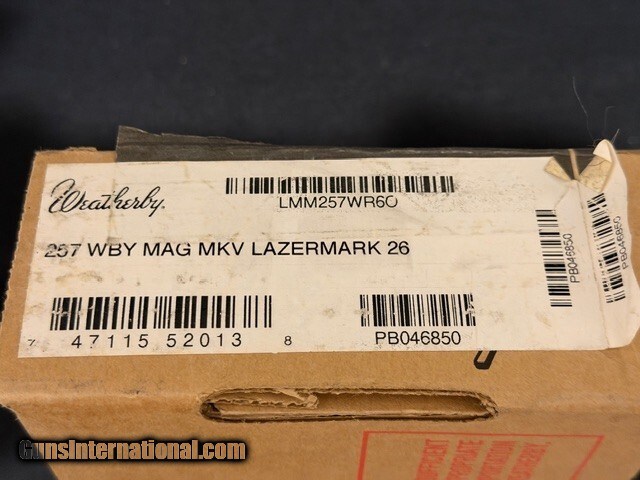 Weatherby
LMM257WR6O
257 WBY MAG MKV LAZERMARK 26
7 47115 52013 8
PB046850
PB046850
PB046850
GunsInternational.com